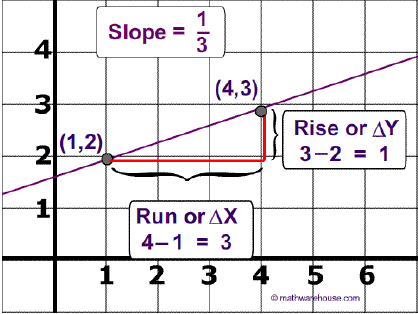 Slope = 1/3
4
(4,3)
3
Rise or ΔY
3−2 = 1
(1,2)
2
1
Run or ΔX
4−1 = 3
1 2 3 4 5 6
© mathwarehouse.com